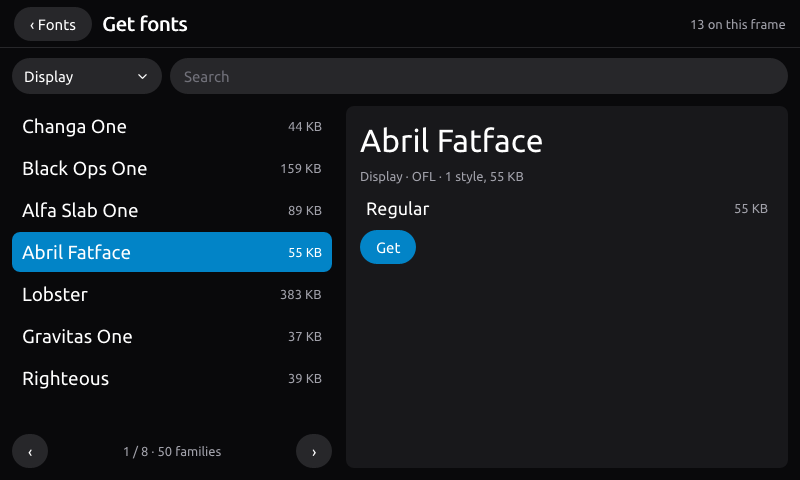 ‹ Fonts
Get fonts
13 on this frame
Display
Search
Changa One 44 KB
Black Ops One 159 KB
Alfa Slab One 89 KB
Abril Fatface 55 KB
Lobster 383 KB
Gravitas One 37 KB
Righteous 39 KB
‹ 1 / 8 · 50 families ›
Abril Fatface
Display · OFL · 1 style, 55 KB
Regular 55 KB
Get